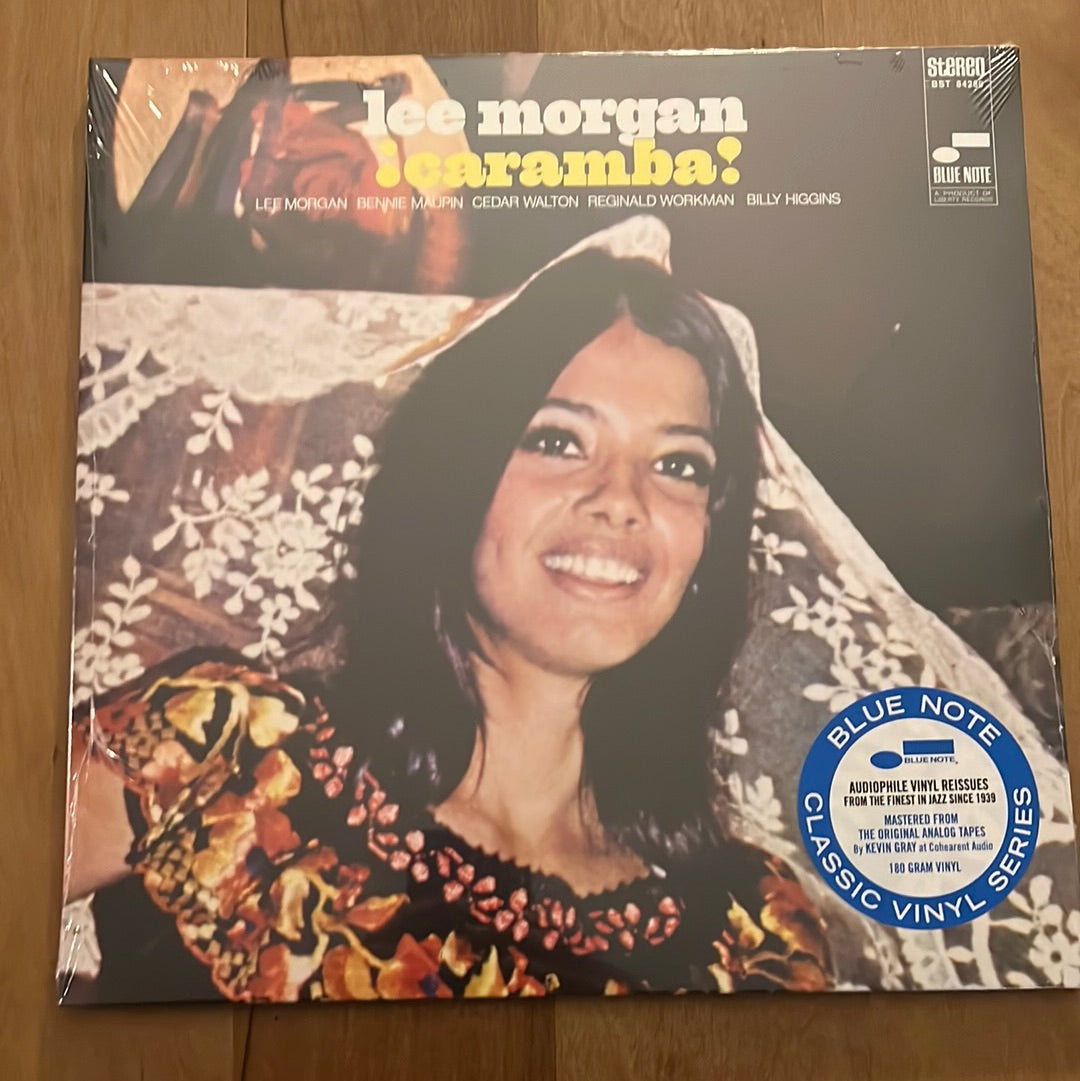 lee morgan
¡caramba!
LEE MORGAN BENNIE MAUPIN CEDAR WALTON REGINALD WORKMAN BILLY HIGGINS
stereo
BST 84289
BLUE NOTE
A PRODUCT OF
LIBERTY RECORDS
BLUE NOTE
BLUE NOTE
AUDIOPHILE VINYL REISSUES
FROM THE FINEST IN JAZZ SINCE 1939
MASTERED FROM
THE ORIGINAL ANALOG TAPES
By KEVIN GRAY at Cohearent Audio
180 GRAM VINYL
CLASSIC VINYL SERIES